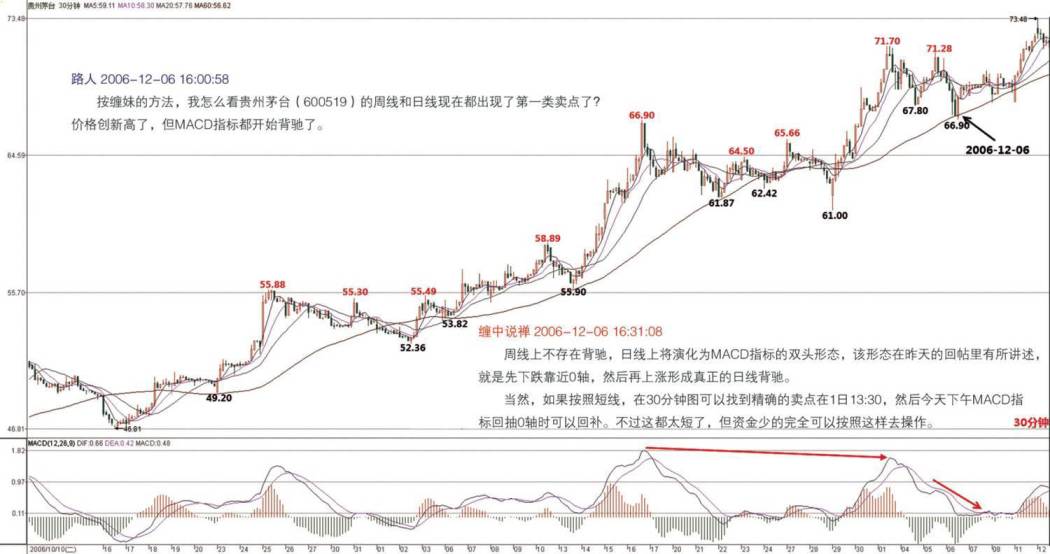 贵州茅台 30分钟 MA5:59.11 MA10:58.30 MA20:57.76 MA60:56.62
73.48
73.48
71.70
71.28
路人 2006-12-06 16:00:58
按缠妹的方法，我怎么看贵州茅台（600519）的周线和日线现在都出现了第一类卖点了？
价格创新高了，但MACD指标都开始背驰了。
67.80
66.90
66.90
2006-12-06
65.66
64.50
64.59
62.42
61.87
61.00
58.89
55.88
55.30
55.49
55.70
55.90
53.82
52.36
缠中说禅 2006-12-06 16:31:08
周线上不存在背驰，日线上将演化为MACD指标的双头形态，该形态在昨天的回帖里有所讲述，
就是先下跌靠近0轴，然后再上涨形成真正的日线背驰。
当然，如果按照短线，在30分钟图可以找到精确的卖点在1日13:30，然后今天下午MACD指
标回抽0轴时可以回补。不过这都太短了，但资金少的完全可以按照这样去操作。
49.20
46.81
46.81
30分钟
MACD(12,26,9) DIF:0.66 DEA:0.42 MACD:0.48
1.82
0.97
0.11
2006/10/10(二) 16 17 18 19 20 23 24 25 26 27 30 31 01 02 03 06 07 08 09 10 13 14 15 16 17 20 21 22 23 24 27 28 29 30 01 04 05 06 07 08 11 12